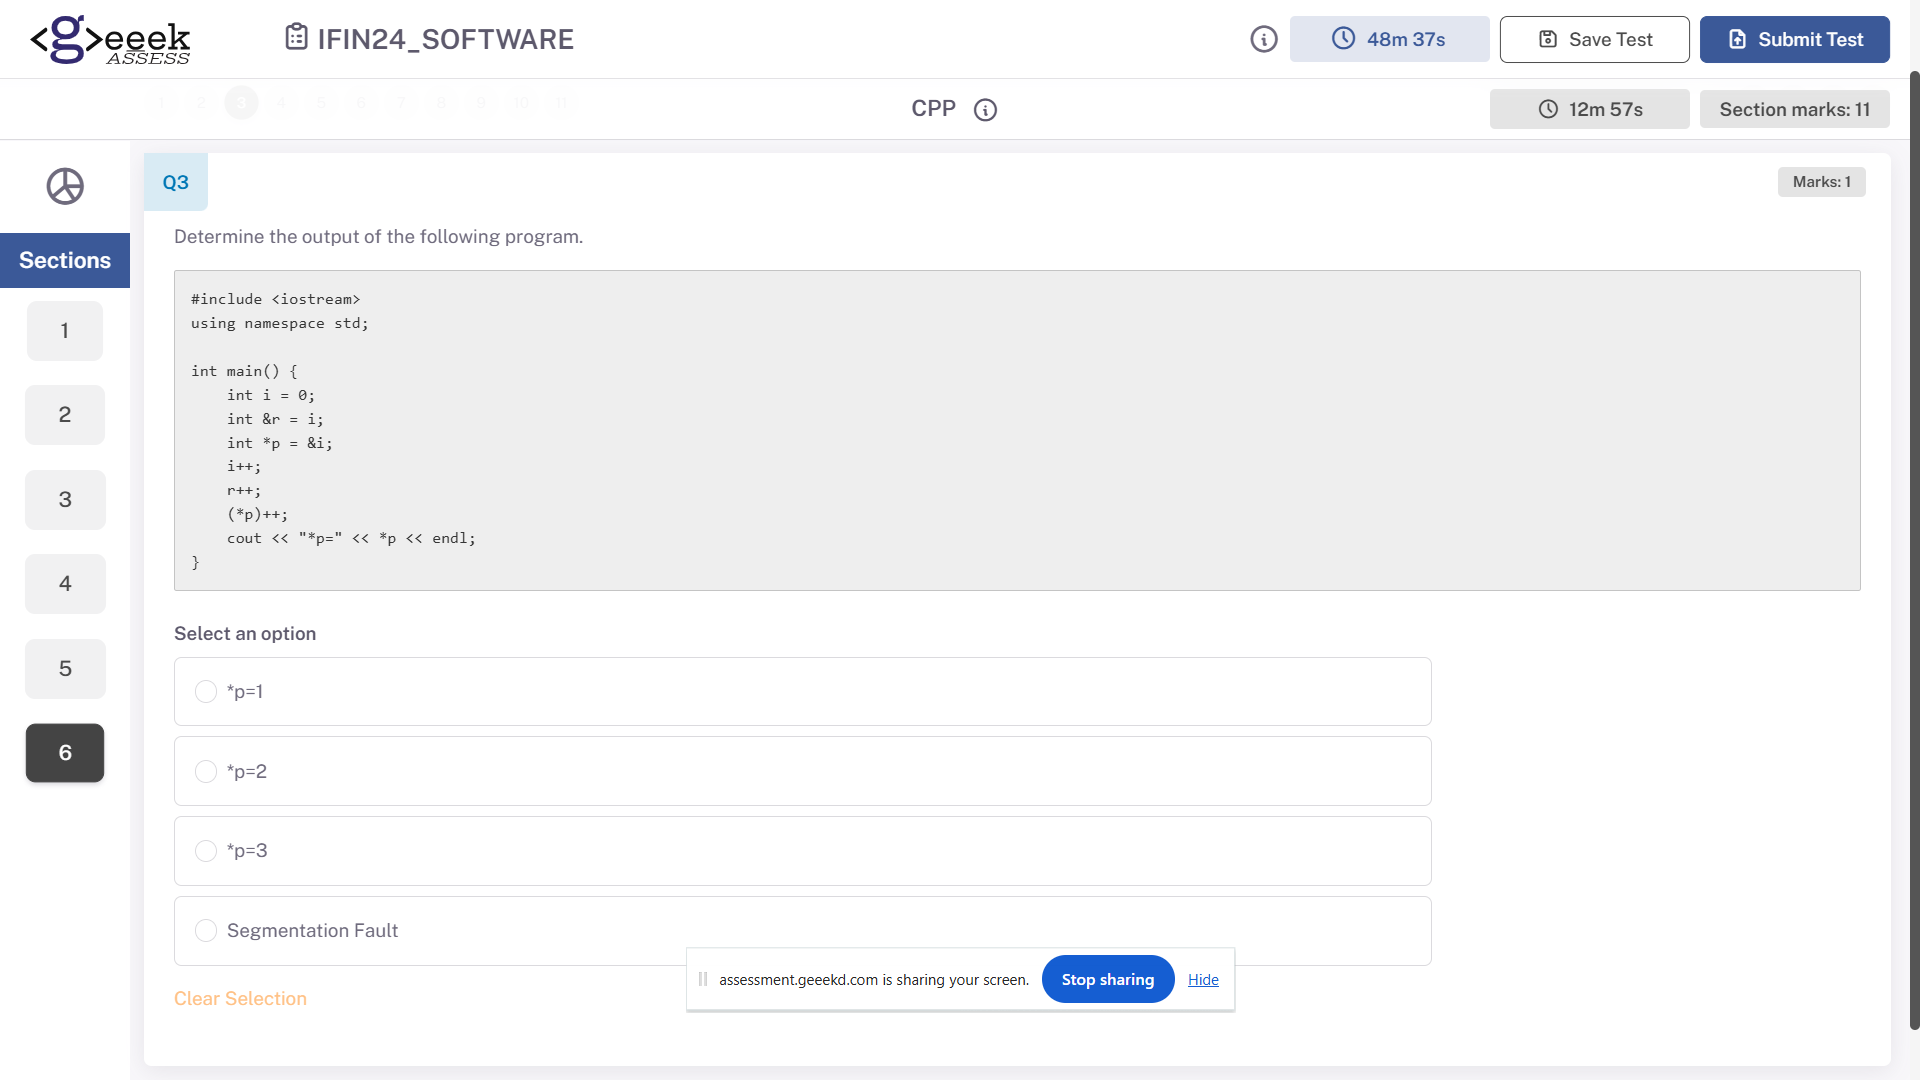 <g>eeek
ASSESS
IFIN24_SOFTWARE
48m 37s
Save Test
Submit Test
1 2 3 4 5 6 7 8 9 10 11
CPP
12m 57s
Section marks: 11
Sections
1
2
3
4
5
6
Q3
Marks: 1
Determine the output of the following program.
#include <iostream>
using namespace std;
int main() {
int i = 0;
int &r = i;
int *p = &i;
i++;
r++;
(*p)++;
cout << "*p=" << *p << endl;
}
Select an option
*p=1
*p=2
*p=3
Segmentation Fault
Clear Selection
assessment.geeekd.com is sharing your screen.
Stop sharing
Hide